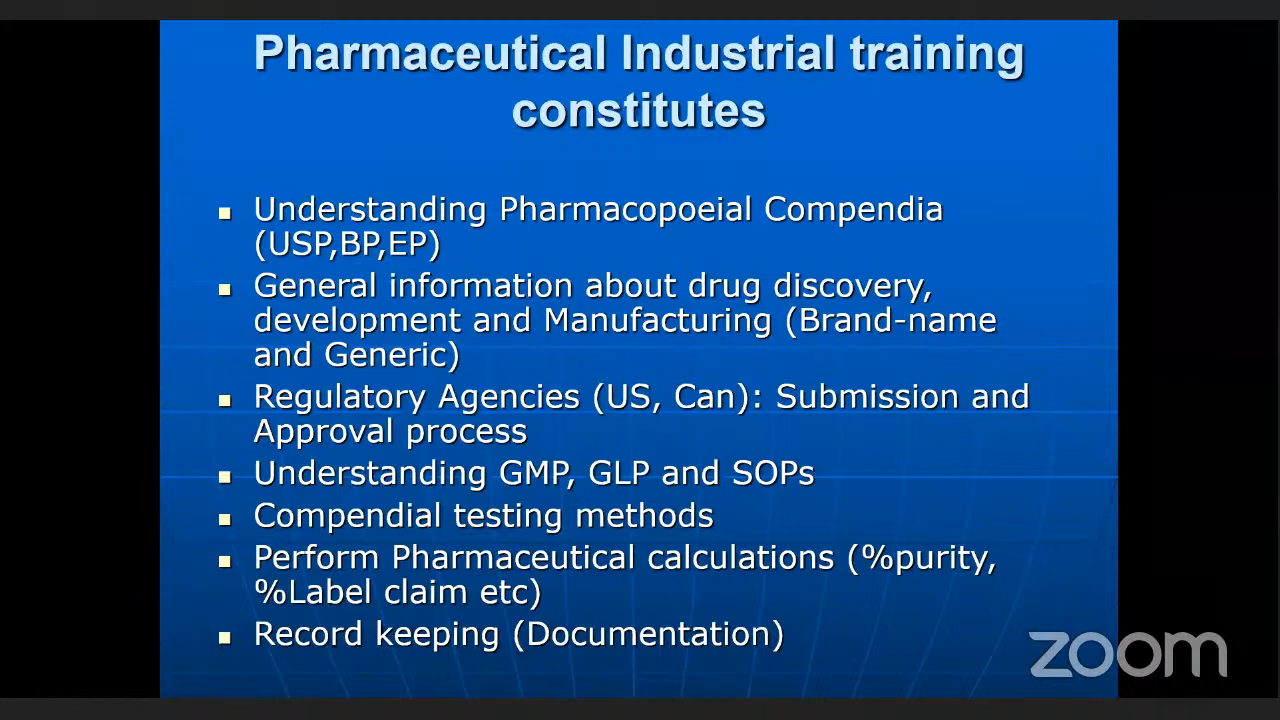 Pharmaceutical Industrial training
constitutes
Understanding Pharmacopoeial Compendia
(USP,BP,EP)
General information about drug discovery,
development and Manufacturing (Brand-name
and Generic)
Regulatory Agencies (US, Can): Submission and
Approval process
Understanding GMP, GLP and SOPs
Compendial testing methods
Perform Pharmaceutical calculations (%purity,
%Label claim etc)
Record keeping (Documentation)
zoom